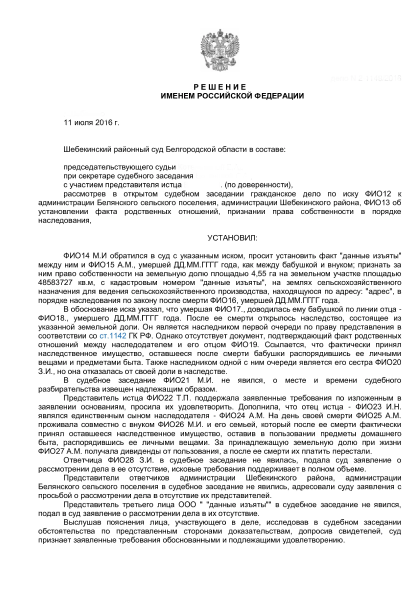 Р Е Ш Е Н И Е
ИМЕНЕМ РОССИЙСКОЙ ФЕДЕРАЦИИ
11 июля 2016 г.
Шебекинский районный суд Белгородской области в составе:
председательствующего судьи
при секретаре судебного заседания
с участием представителя истца . (по доверенности),
рассмотрев в открытом судебном заседании гражданское дело по иску ФИО12 к
администрации Белянского сельского поселения, администрации Шебекинского района, ФИО13 об
установлении факта родственных отношений, признании права собственности в порядке
наследования,
УСТАНОВИЛ:
ФИО14 М.И обратился в суд с указанным иском, просит установить факт "данные изъяты"
между ним и ФИО15 А.М., умершей ДД.ММ.ГГГГ года, как между бабушкой и внуком; признать за
ним право собственности на земельную долю площадью 4,55 га на земельном участке площадью
48583727 кв.м, с кадастровым номером "данные изъяты", на землях сельскохозяйственного
назначения для ведения сельскохозяйственного производства, находящуюся по адресу: "адрес", в
порядке наследования по закону после смерти ФИО16, умершей ДД.ММ.ГГГГ года.
В обоснование иска указал, что умершая ФИО17., доводилась ему бабушкой по линии отца -
ФИО18., умершего ДД.ММ.ГГГГ года. После ее смерти открылось наследство, состоящее из
указанной земельной доли. Он является наследником первой очереди по праву представления в
соответствии со ст.1142 ГК РФ. Однако отсутствует документ, подтверждающий факт родственных
отношений между наследодателем и его отцом ФИО19. Ссылается, что фактически принял
наследственное имущество, оставшееся после смерти бабушки распорядившись ее личными
вещами и предметами быта. Также наследником одной с ним очереди является его сестра ФИО20
З.И., но она отказалась от своей доли в наследстве.
В судебное заседание ФИО21 М.И. не явился, о месте и времени судебного
разбирательства извещен надлежащим образом.
Представитель истца ФИО22 Т.П. поддержала заявленные требования по изложенным в
заявлении основаниям, просила их удовлетворить. Дополнила, что отец истца - ФИО23 И.Н.
являлся единственным сыном наследодателя - ФИО24 А.М. На день своей смерти ФИО25 А.М.
проживала совместно с внуком ФИО26 М.И. и его семьей, который после ее смерти фактически
принял оставшееся наследственное имущество, оставив в пользовании предметы домашнего
быта, распорядившись ее личными вещами. За принадлежащую земельную долю при жизни
ФИО27 А.М. получала дивиденды от пользования, а после ее смерти их платить перестали.
Ответчица ФИО28 З.И. в судебное заседание не явилась, подала суд заявление о
рассмотрении дела в ее отсутствие, исковые требования поддерживает в полном объеме.
Представители ответчиков администрации Шебекинского района, администрации
Белянского сельского поселения в судебное заседание не явились, адресовали суду заявления с
просьбой о рассмотрении дела в отсутствие их представителей.
Представитель третьего лица ООО " "данные изъяты"" в судебное заседание не явился,
подал в суд заявление о рассмотрении дела в их отсутствие.
Выслушав пояснения лица, участвующего в деле, исследовав в судебном заседании
обстоятельства по представленным сторонами доказательствам, допросив свидетелей, суд
признает заявленные требования обоснованными и подлежащими удовлетворению.